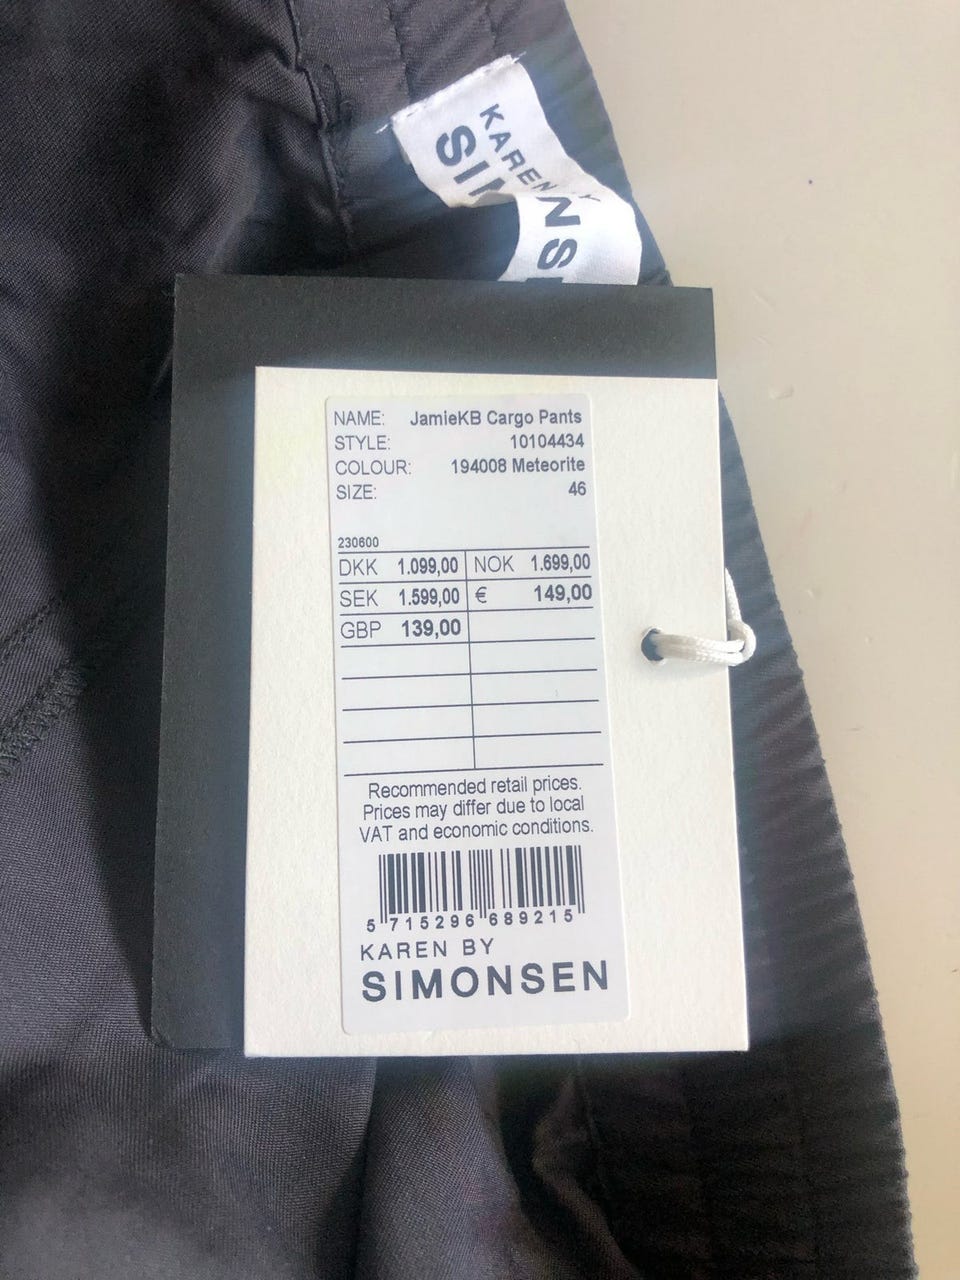 KAREN BY
SIMONSEN
NAME: JamieKB Cargo Pants
STYLE: 10104434
COLOUR: 194008 Meteorite
SIZE: 46
230600
DKK 1.099,00 NOK 1.699,00
SEK 1.599,00 € 149,00
GBP 139,00
Recommended retail prices.
Prices may differ due to local
VAT and economic conditions.
5 715296 689215
KAREN BY
SIMONSEN